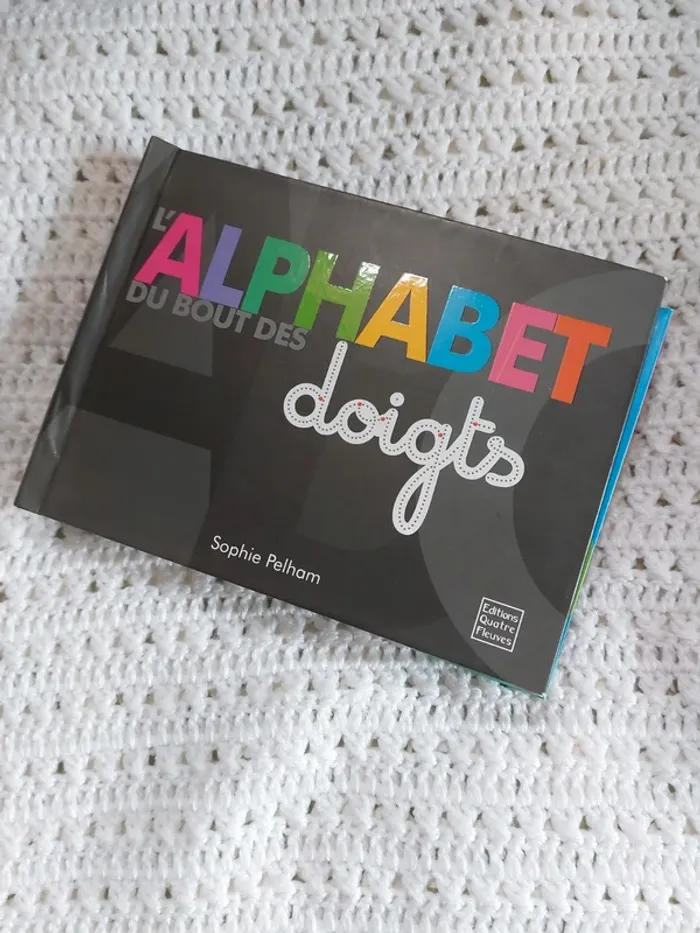 L'ALPHABET
DU BOUT DES
doigts
Sophie Pelham
Editions
Quatre
Fleuves